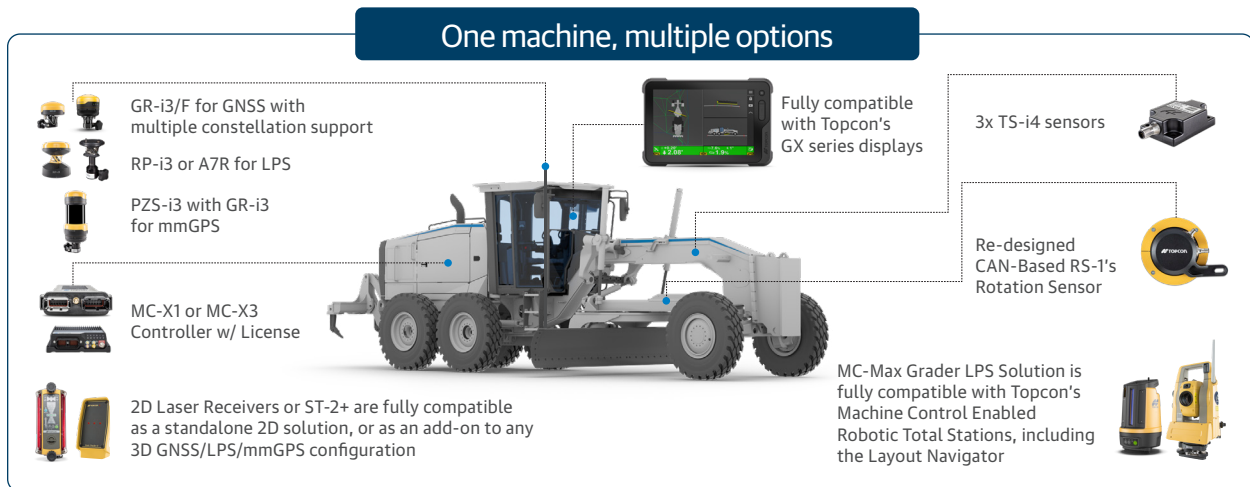 One machine, multiple options
GR-i3/F for GNSS with
multiple constellation support
RP-i3 or A7R for LPS
PZS-i3 with GR-i3
for mmGPS
MC-X1 or MC-X3
Controller w/ License
2D Laser Receivers or ST-2+ are fully compatible
as a standalone 2D solution, or as an add-on to any
3D GNSS/LPS/mmGPS configuration
Fully compatible
with Topcon's
GX series displays
3x TS-i4 sensors
Re-designed
CAN-Based RS-1's
Rotation Sensor
TOPCON
MC-Max Grader LPS Solution is
fully compatible with Topcon's
Machine Control Enabled
Robotic Total Stations, including
the Layout Navigator